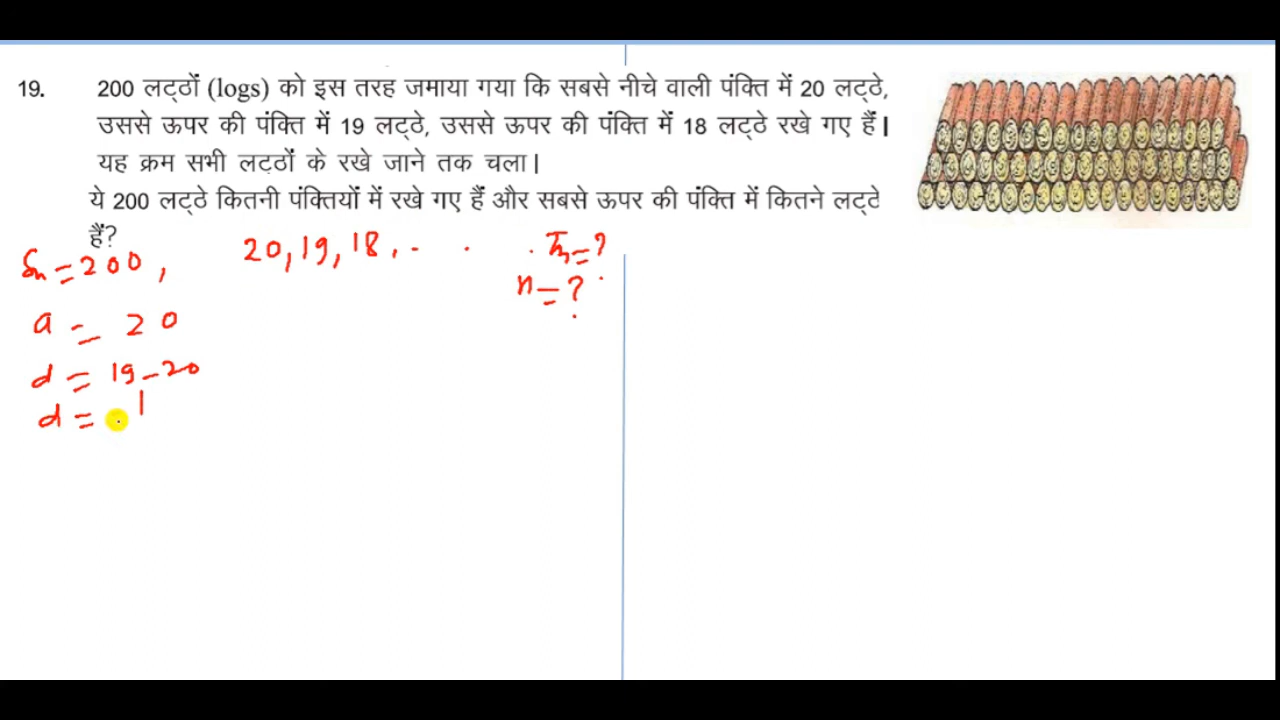 19. 200 लट्ठों (logs) को इस तरह जमाया गया कि सबसे नीचे वाली पंक्ति में 20 लट्ठे,
उससे ऊपर की पंक्ति में 19 लट्ठे, उससे ऊपर की पंक्ति में 18 लट्ठे रखे गए हैं।
यह क्रम सभी लट्ठों के रखे जाने तक चला।
ये 200 लट्ठे कितनी पंक्तियों में रखे गए हैं और सबसे ऊपर की पंक्ति में कितने लट्ठे
हैं?
Sn = 200, 20, 19, 18, . . . . Tn = ?
n = ?
a = 20
d = 19 - 20
d = 1